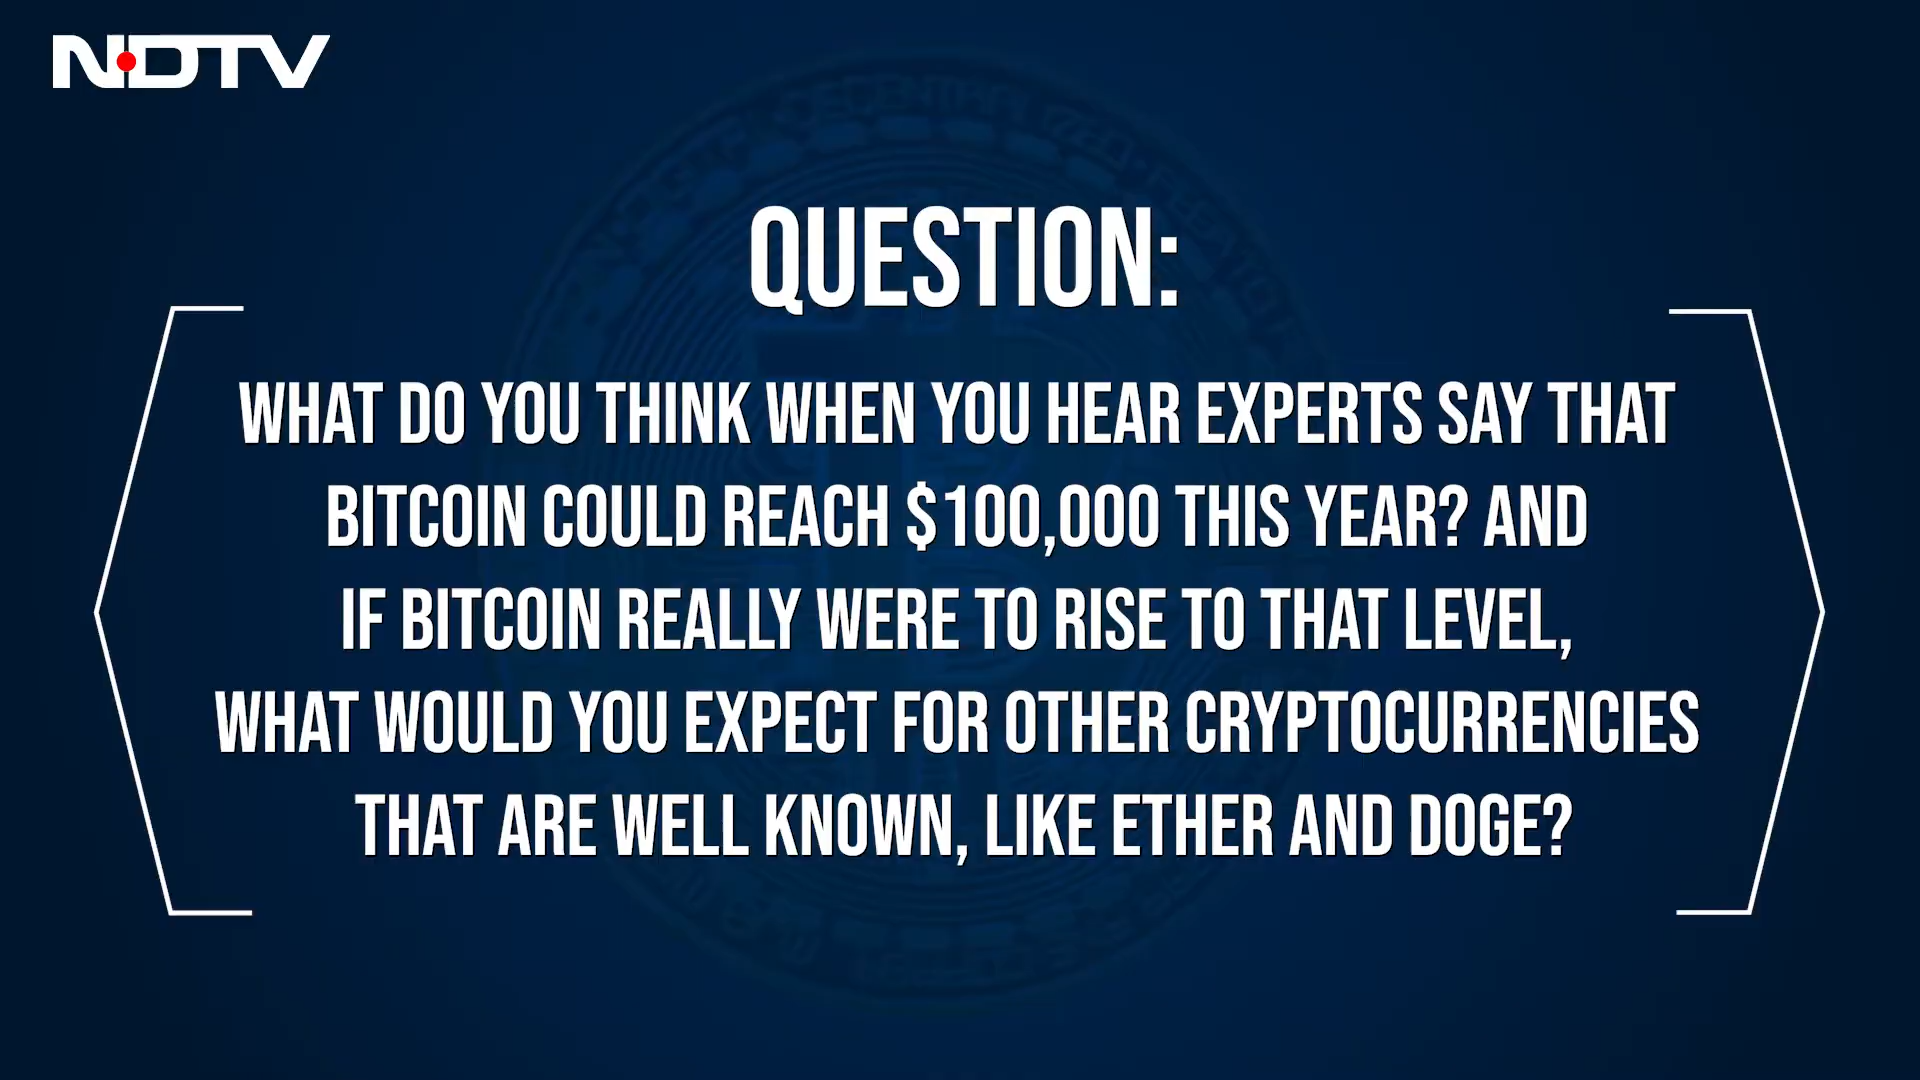 NDTV
QUESTION:
WHAT DO YOU THINK WHEN YOU HEAR EXPERTS SAY THAT
BITCOIN COULD REACH $100,000 THIS YEAR? AND
IF BITCOIN REALLY WERE TO RISE TO THAT LEVEL,
WHAT WOULD YOU EXPECT FOR OTHER CRYPTOCURRENCIES
THAT ARE WELL KNOWN, LIKE ETHER AND DOGE?